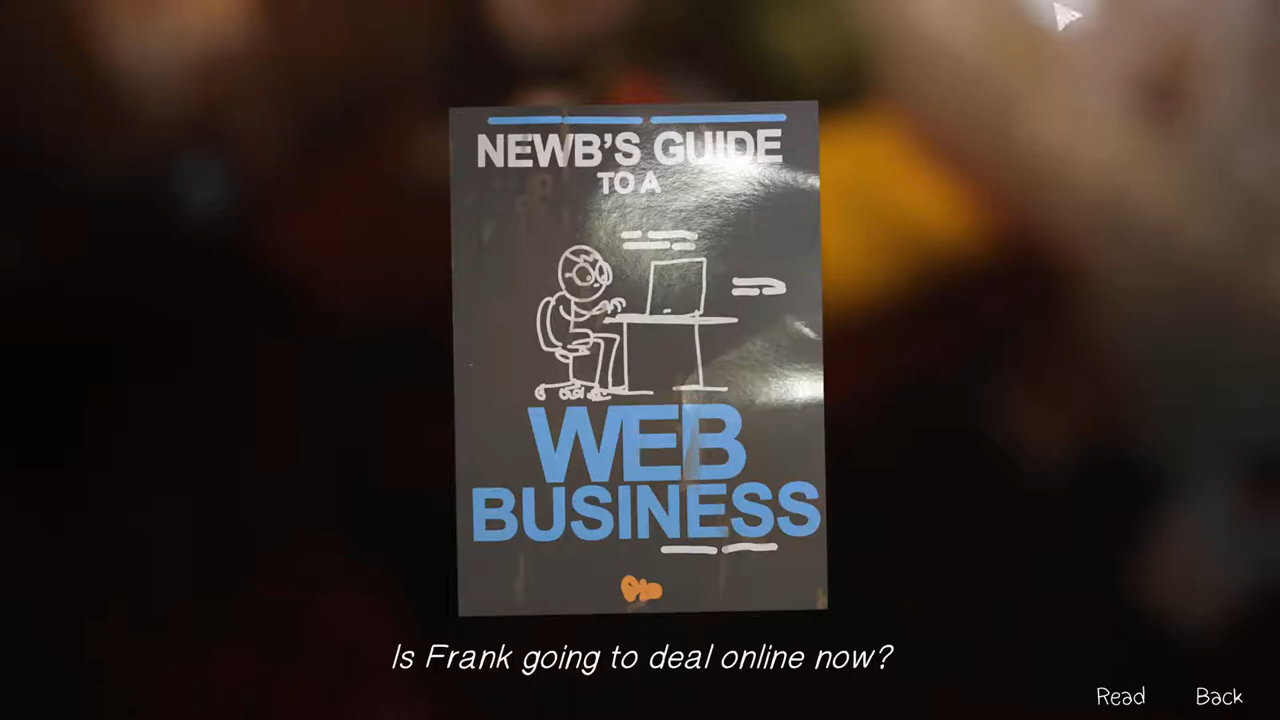 NEWB'S GUIDE
TO A
WEB
BUSINESS
Is Frank going to deal online now?
Read
Back